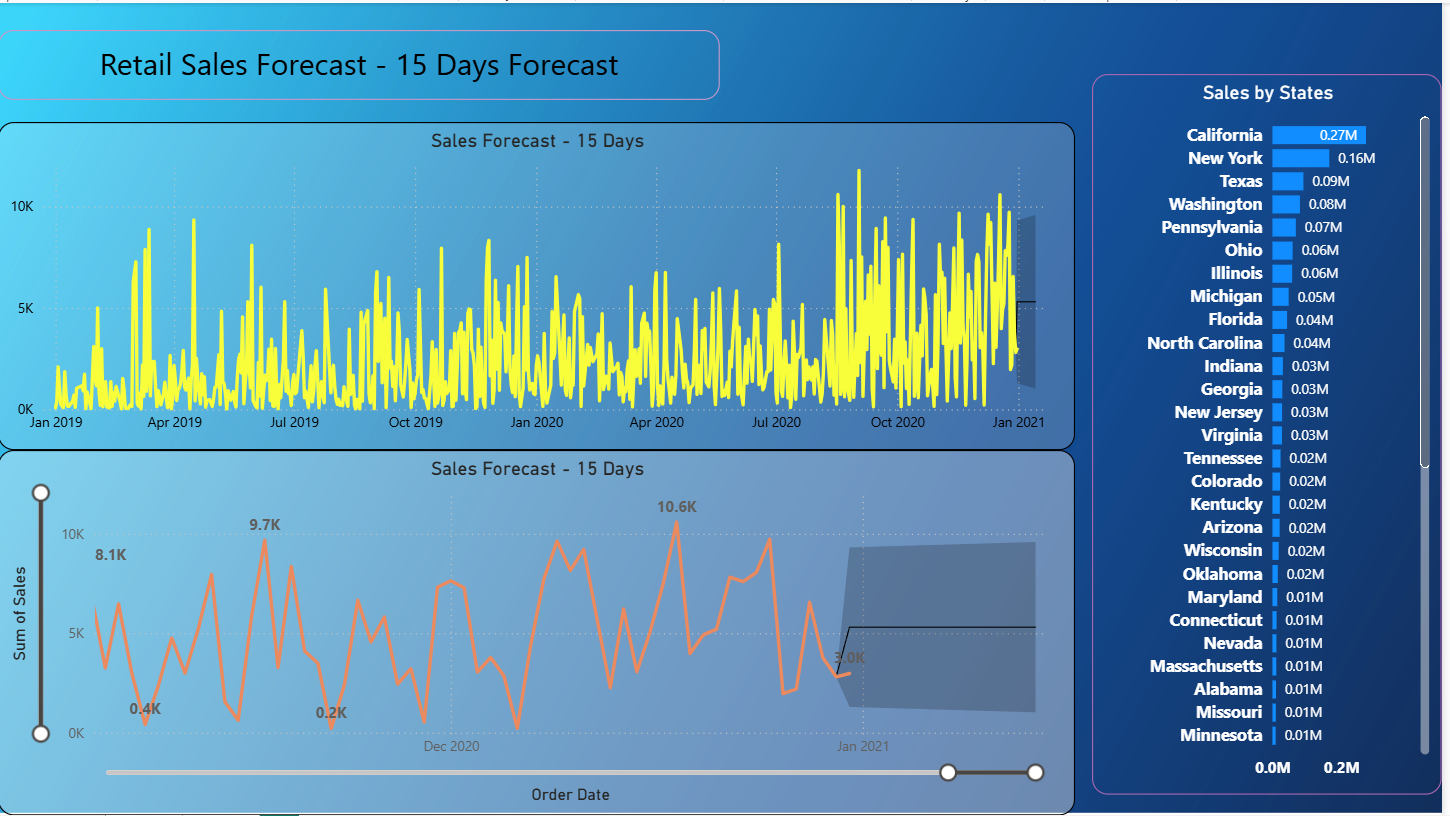 Retail Sales Forecast - 15 Days Forecast
Sales Forecast - 15 Days
10K
5K
0K
Jan 2019 Apr 2019 Jul 2019 Oct 2019 Jan 2020 Apr 2020 Jul 2020 Oct 2020 Jan 2021
Sales Forecast - 15 Days
Sum of Sales
10K
5K
0K
8.1K
0.4K
9.7K
0.2K
10.6K
3.0K
Dec 2020 Jan 2021
Order Date
Sales by States
California 0.27M
New York 0.16M
Texas 0.09M
Washington 0.08M
Pennsylvania 0.07M
Ohio 0.06M
Illinois 0.06M
Michigan 0.05M
Florida 0.04M
North Carolina 0.04M
Indiana 0.03M
Georgia 0.03M
New Jersey 0.03M
Virginia 0.03M
Tennessee 0.02M
Colorado 0.02M
Kentucky 0.02M
Arizona 0.02M
Wisconsin 0.02M
Oklahoma 0.02M
Maryland 0.01M
Connecticut 0.01M
Nevada 0.01M
Massachusetts 0.01M
Alabama 0.01M
Missouri 0.01M
Minnesota 0.01M
0.0M 0.2M